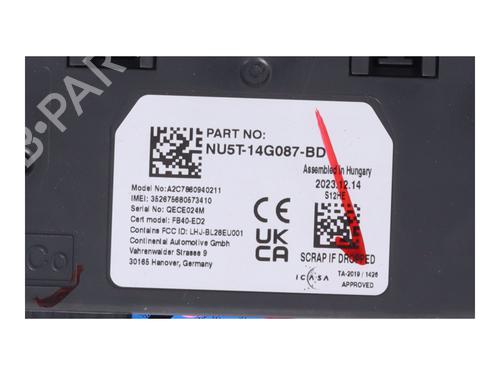 B-PARTS
PART NO:
NU5T-14G087-BD
Assembled in Hungary
2023.12.14
S12HE
Model No: A2C7860940211
IMEI: 352675680573410
Serial No: QECE024M
Cert model: FB40-ED2
Contains FCC ID: LHJ-BL28EU001
Continental Automotive GmbH
Vahrenwalder Strasse 9
30165 Hanover, Germany
CE
UK
CA
SCRAP IF DROPPED
ICASA
TA-2019 / 1426
APPROVED
Co